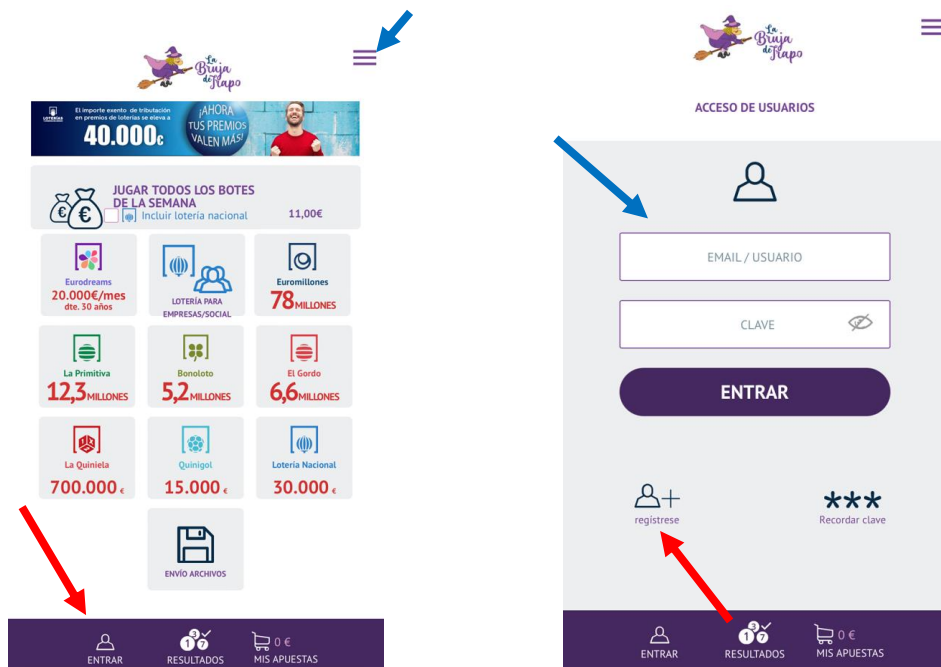 La
Bruja
de Trapo
LOTERÍAS
El importe exento de tributación
en premios de loterías se eleva a
40.000€
¡AHORA
TUS PREMIOS
VALEN MÁS!
JUGAR TODOS LOS BOTES
DE LA SEMANA
Incluir lotería nacional
11,00€
Eurodreams
20.000€/mes
dte. 30 años
LOTERÍA PARA
EMPRESAS/SOCIAL
Euromillones
78 MILLONES
La Primitiva
12,3 MILLONES
Bonoloto
5,2 MILLONES
El Gordo
6,6 MILLONES
La Quiniela
700.000 €
Quinigol
15.000 €
Lotería Nacional
30.000 €
ENVÍO ARCHIVOS
ENTRAR
RESULTADOS
0 €
MIS APUESTAS
La
Bruja
de Trapo
ACCESO DE USUARIOS
EMAIL / USUARIO
CLAVE
ENTRAR
regístrese
***
Recordar clave
ENTRAR
RESULTADOS
0 €
MIS APUESTAS